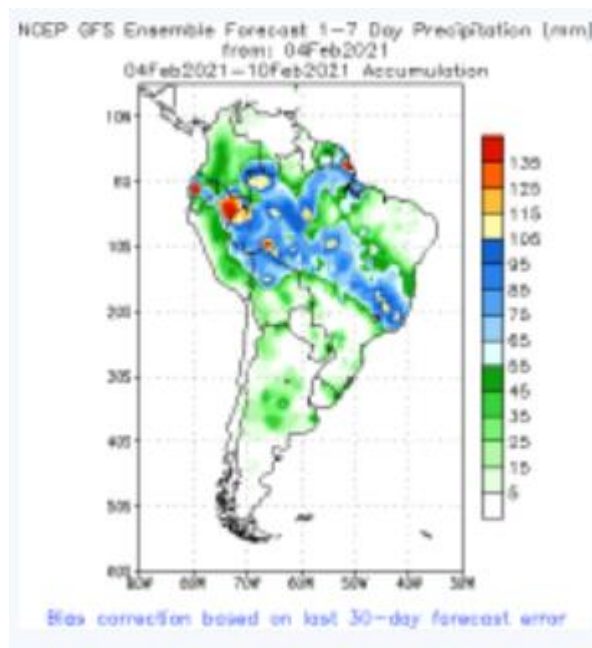 NCEP GFS Ensemble Forecast 1-7 Day Precipitation (mm)
from: 04Feb2021
04Feb2021-10Feb2021 Accumulation
10N
10S
20S
30S
40S
50S
60S
80W
70W
60W
50W
40W
30W
135
125
115
105
95
85
75
65
55
45
35
25
15
5
Bias correction based on last 30-day forecast error